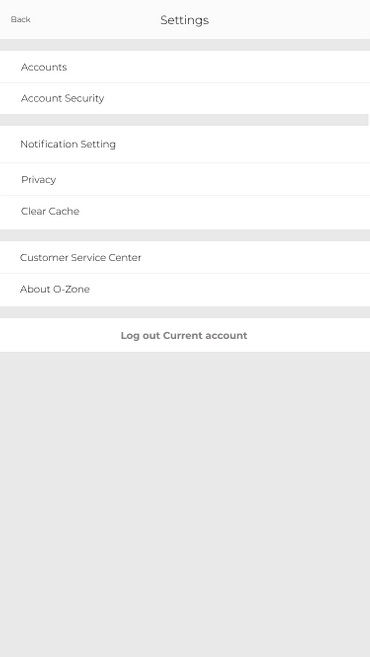 Back
Settings
Accounts
Account Security
Notification Setting
Privacy
Clear Cache
Customer Service Center
About O-Zone
Log out Current account